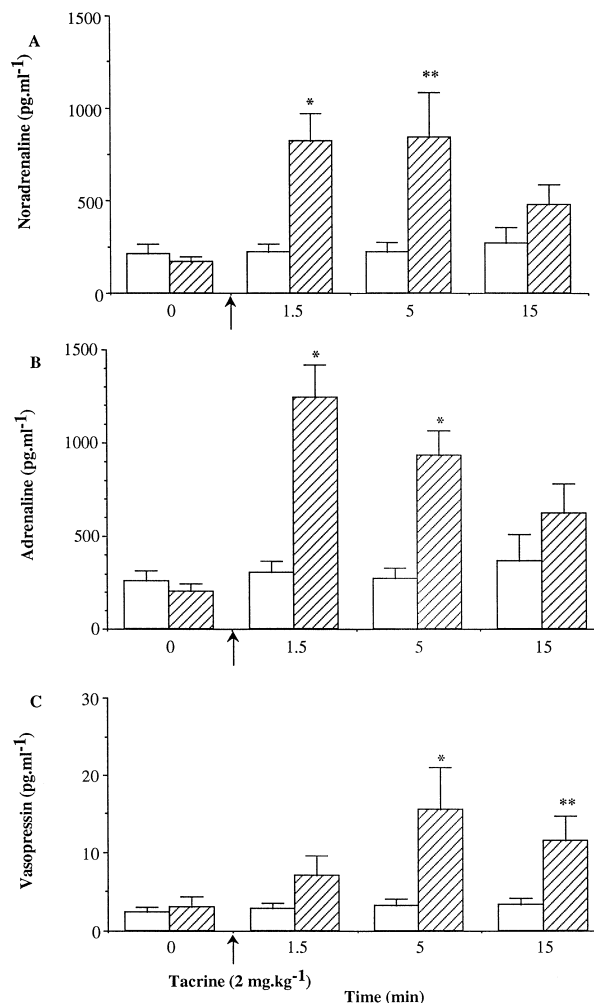 A
Noradrenaline (pg.ml-1)
1500
1000
500
0
*
**
0 1.5 5 15
B
Adrenaline (pg.ml-1)
1500
1000
500
0
*
*
0 1.5 5 15
C
Vasopressin (pg.ml-1)
30
20
10
0
*
**
0 1.5 5 15
Tacrine (2 mg.kg-1)
Time (min)